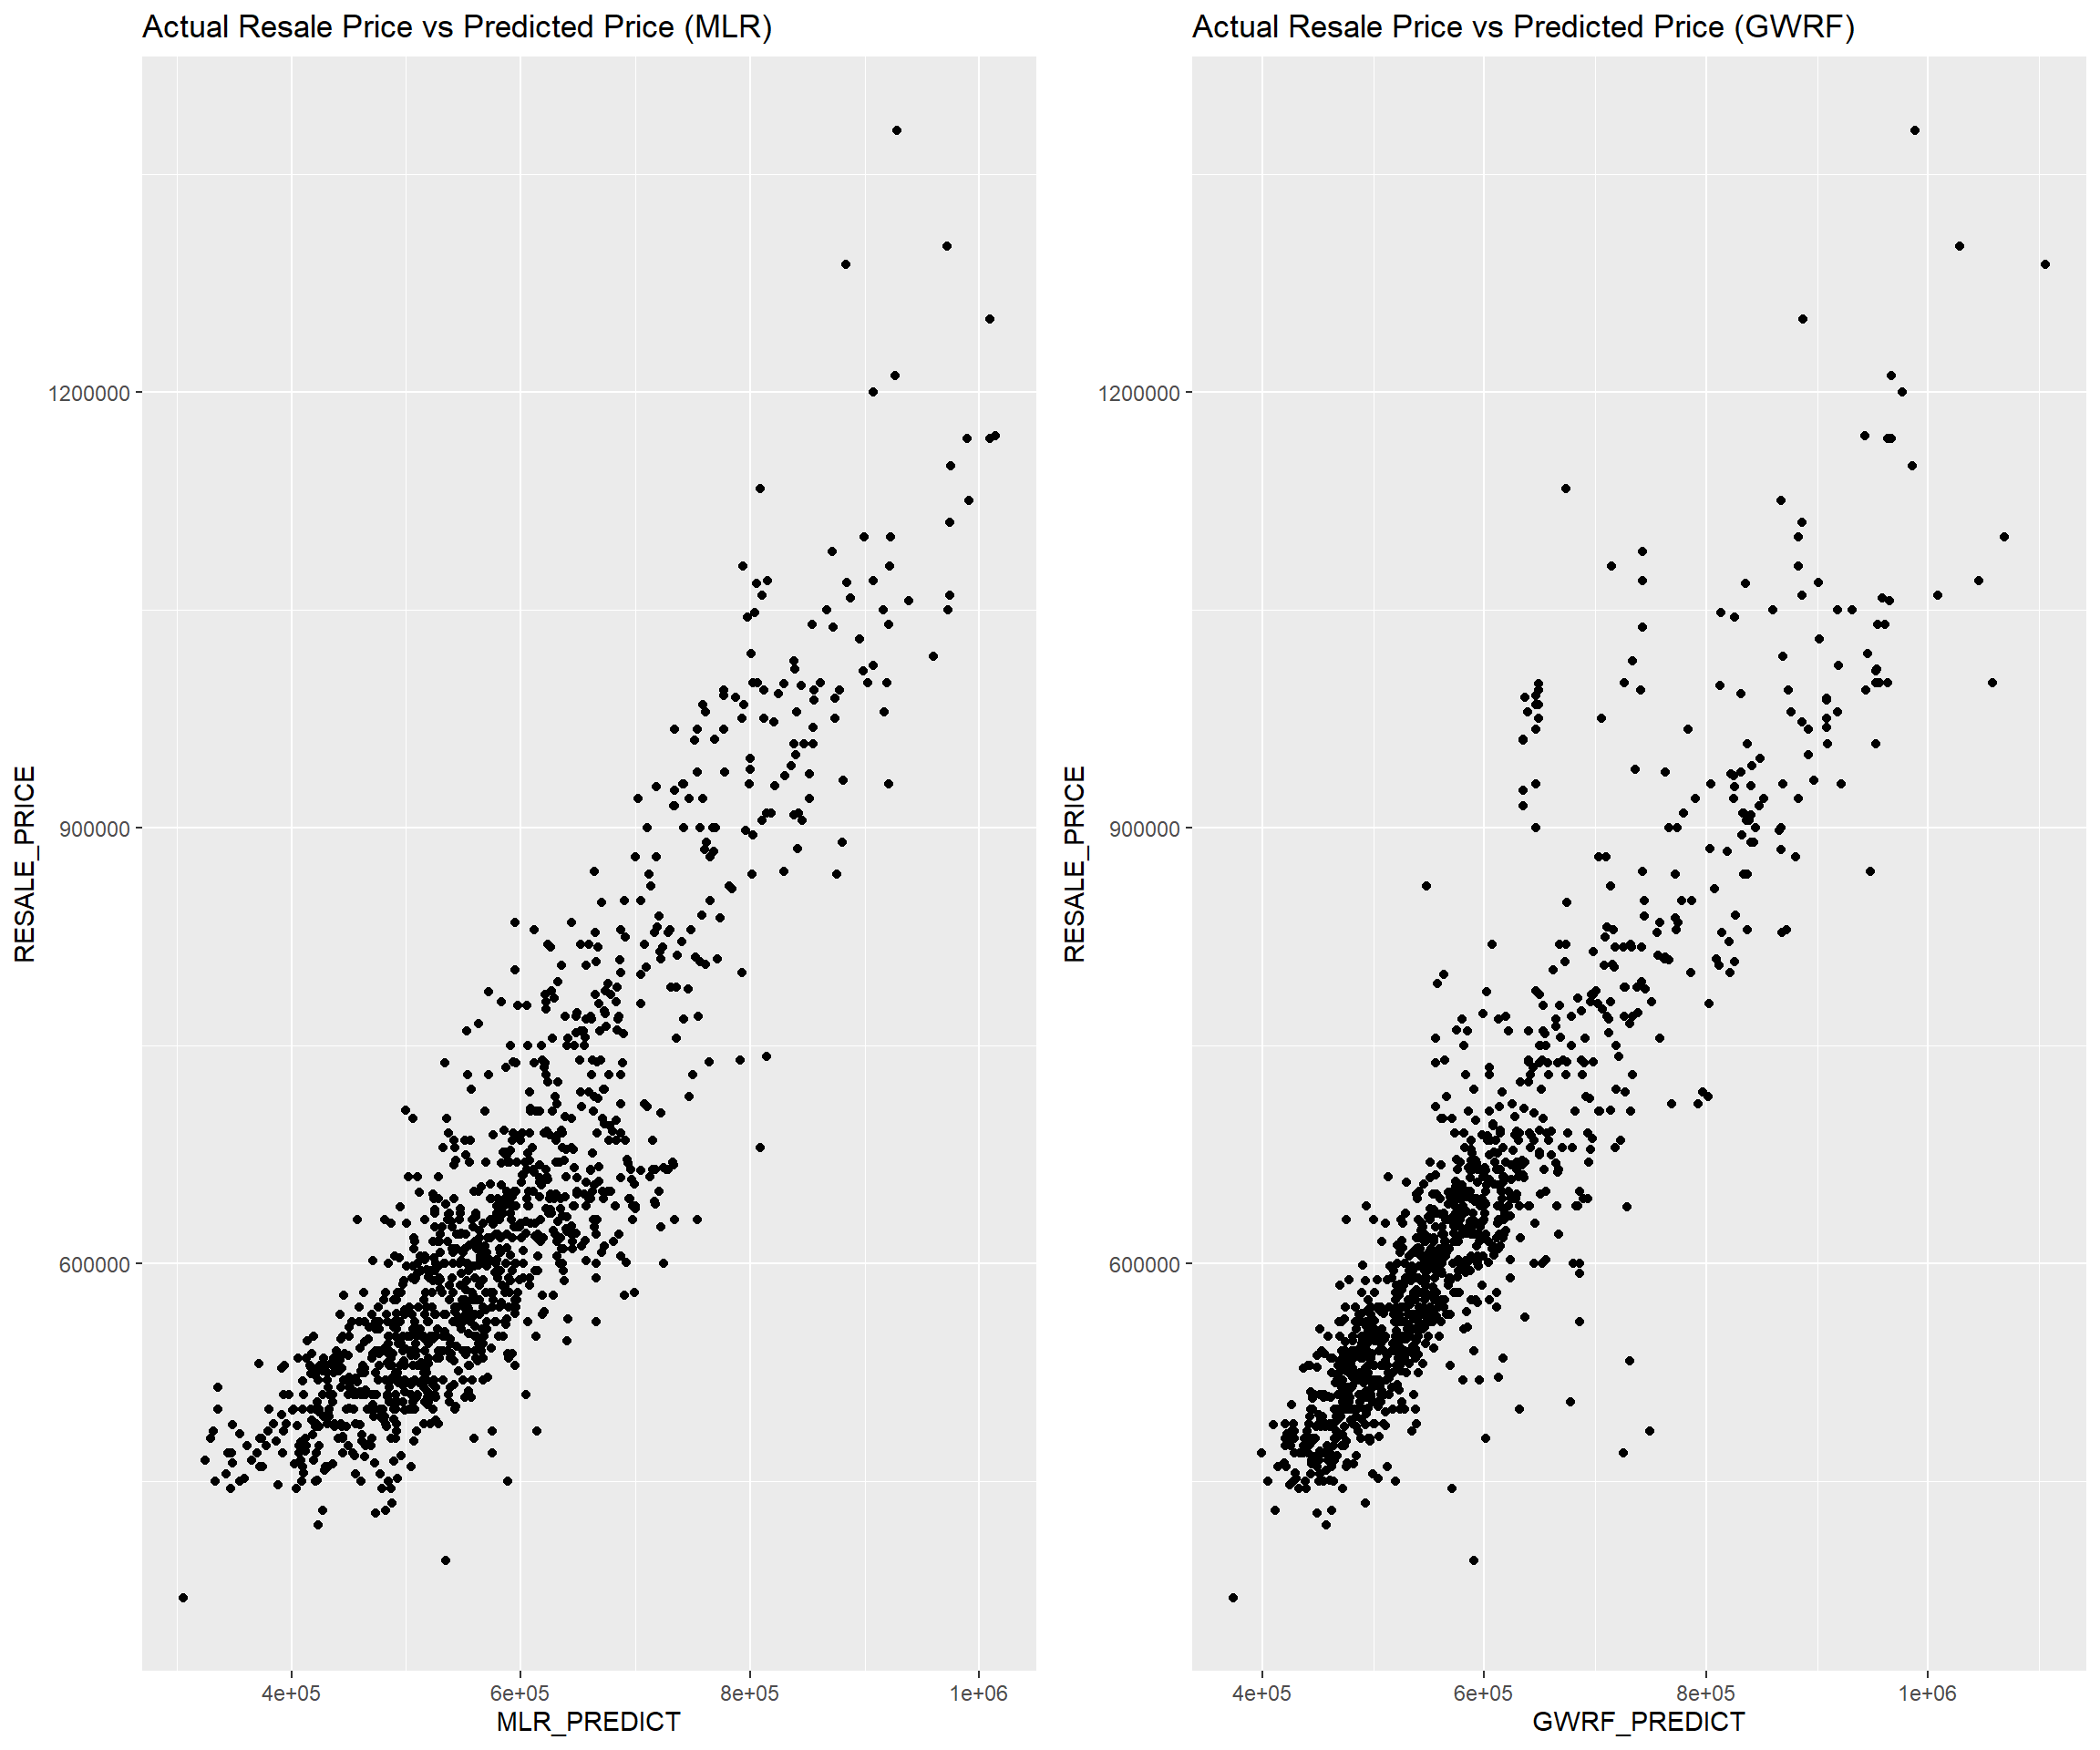 Actual Resale Price vs Predicted Price (MLR)
RESALE_PRICE
1200000
900000
600000
4e+05 6e+05 8e+05 1e+06
MLR_PREDICT
Actual Resale Price vs Predicted Price (GWRF)
RESALE_PRICE
1200000
900000
600000
4e+05 6e+05 8e+05 1e+06
GWRF_PREDICT